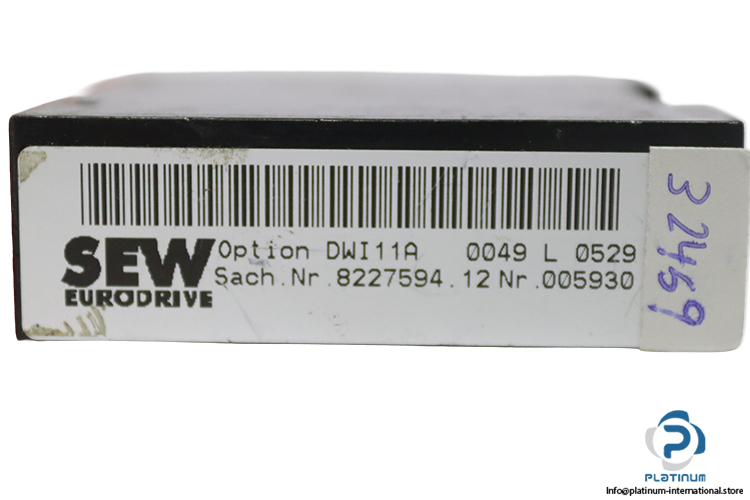 SEW
EURODRIVE
Option DWI11A 0049 L 0529
Sach.Nr.8227594.12 Nr.005930
32459
PLATINUM
Info@platinum-international.store